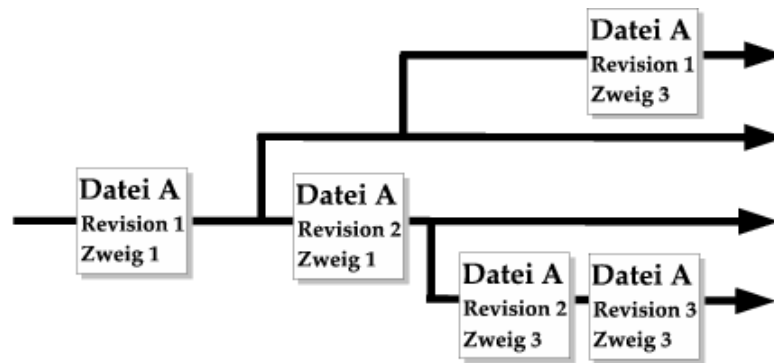 Datei A
Revision 1
Zweig 3
Datei A
Revision 1
Zweig 1
Datei A
Revision 2
Zweig 1
Datei A
Revision 2
Zweig 3
Datei A
Revision 3
Zweig 3